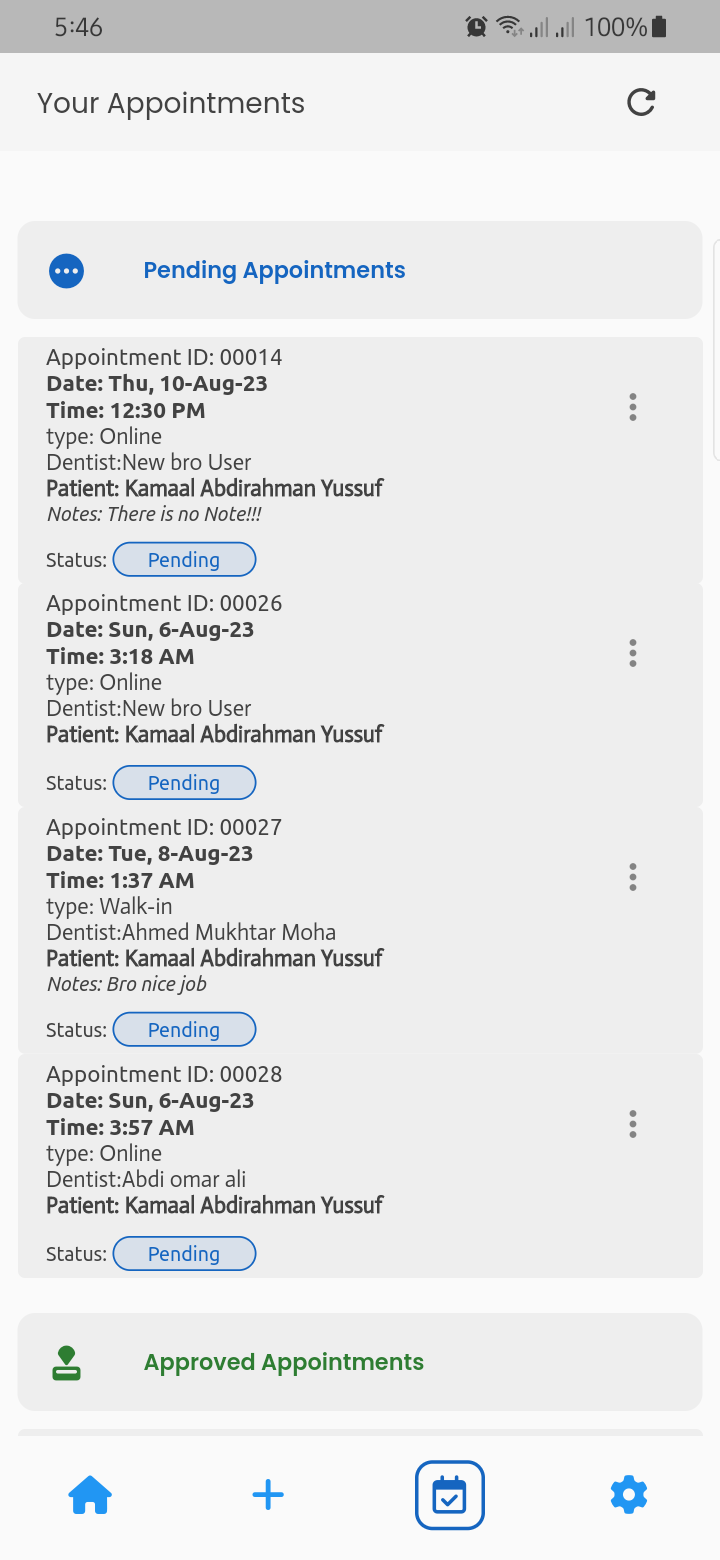 5:46
100%
Your Appointments
Pending Appointments
Appointment ID: 00014
Date: Thu, 10-Aug-23
Time: 12:30 PM
type: Online
Dentist:New bro User
Patient: Kamaal Abdirahman Yussuf
Notes: There is no Note!!!
Status: Pending
Appointment ID: 00026
Date: Sun, 6-Aug-23
Time: 3:18 AM
type: Online
Dentist:New bro User
Patient: Kamaal Abdirahman Yussuf
Status: Pending
Appointment ID: 00027
Date: Tue, 8-Aug-23
Time: 1:37 AM
type: Walk-in
Dentist:Ahmed Mukhtar Moha
Patient: Kamaal Abdirahman Yussuf
Notes: Bro nice job
Status: Pending
Appointment ID: 00028
Date: Sun, 6-Aug-23
Time: 3:57 AM
type: Online
Dentist:Abdi omar ali
Patient: Kamaal Abdirahman Yussuf
Status: Pending
Approved Appointments